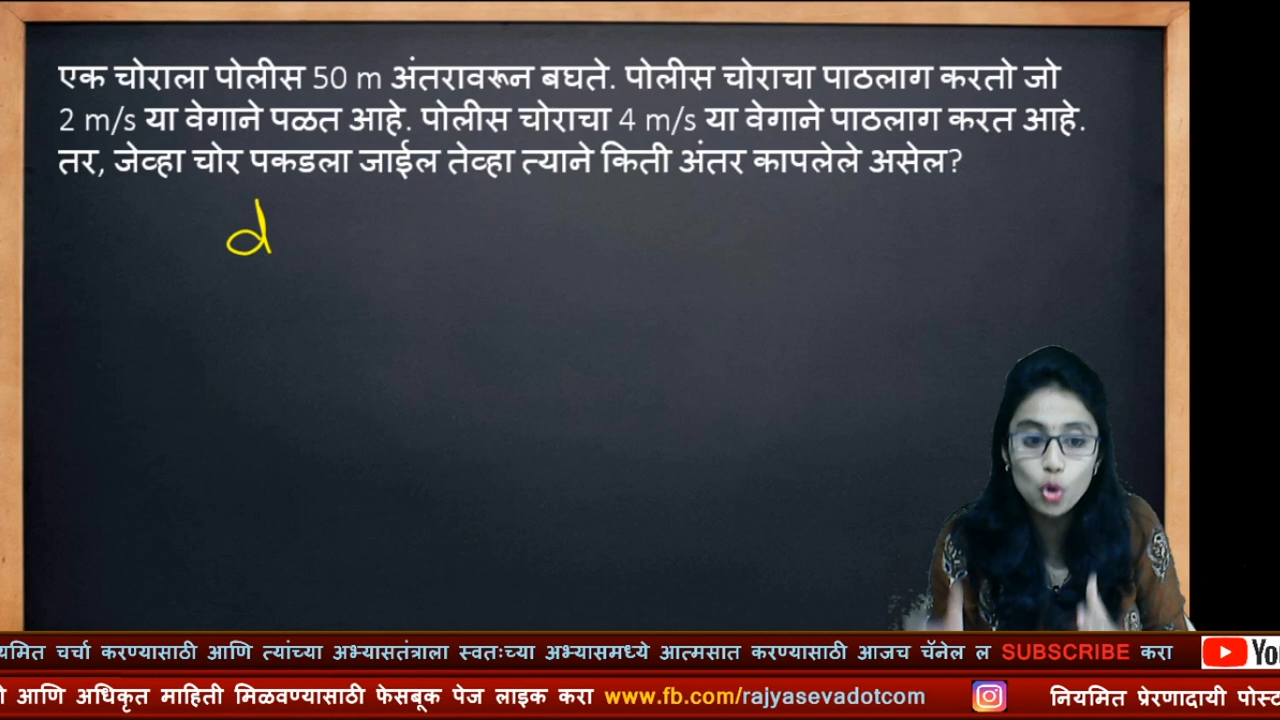 एक चोराला पोलीस 50 m अंतरावरून बघते. पोलीस चोराचा पाठलाग करतो जो
2 m/s या वेगाने पळत आहे. पोलीस चोराचा 4 m/s या वेगाने पाठलाग करत आहे.
तर, जेव्हा चोर पकडला जाईल तेव्हा त्याने किती अंतर कापलेले असेल?
d
चर्चा करण्यासाठी आणि त्यांच्या अभ्यासतंत्राला स्वतःच्या अभ्यासमध्ये आत्मसात करण्यासाठी आजच चॅनेल ल SUBSCRIBE करा
आणि अधिकृत माहिती मिळवण्यासाठी फेसबूक पेज लाइक करा www.fb.com/rajyasevadotcom नियमित प्रेरणादायी